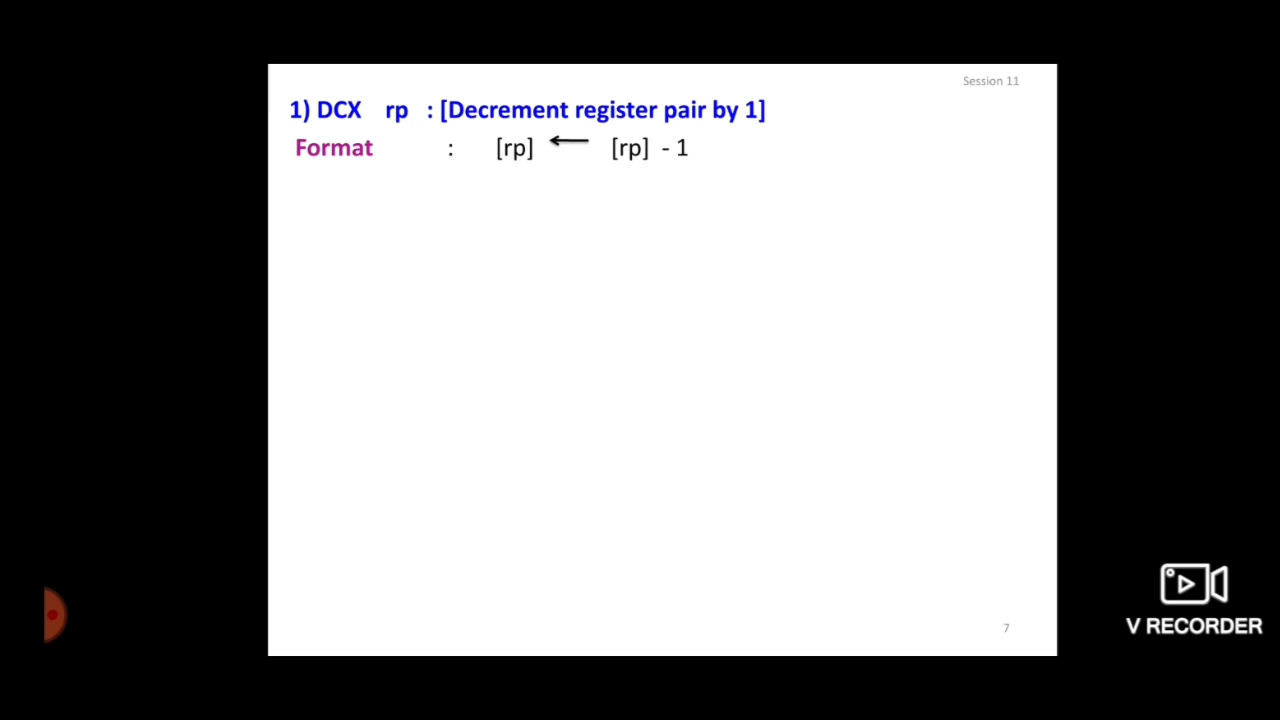 Session 11
1) DCX rp : [Decrement register pair by 1]
Format : [rp] ← [rp] - 1
7
V RECORDER